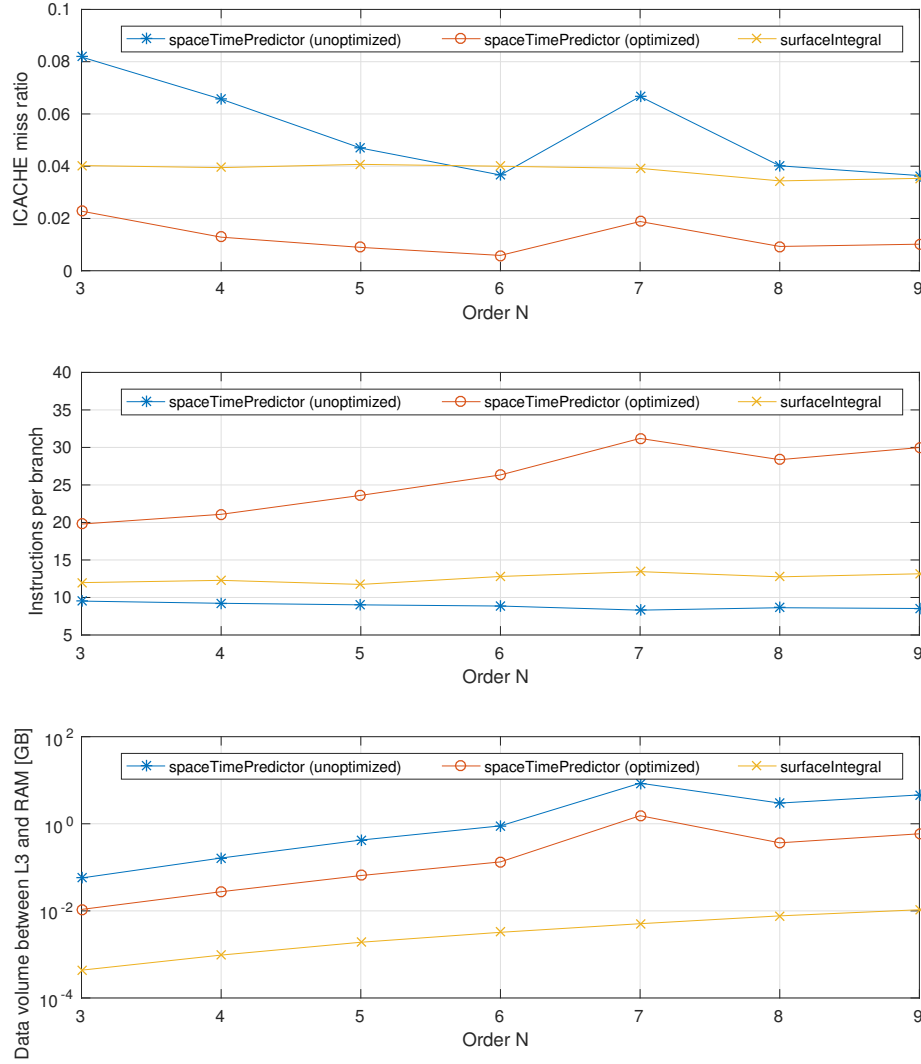 0.1
spaceTimePredictor (unoptimized) spaceTimePredictor (optimized) surfaceIntegral
0.08
0.06
0.04
0.02
0
ICACHE miss ratio
3 4 5 6 7 8 9
Order N
40
spaceTimePredictor (unoptimized) spaceTimePredictor (optimized) surfaceIntegral
35
30
25
20
15
10
5
Instructions per branch
3 4 5 6 7 8 9
Order N
10^2
spaceTimePredictor (unoptimized) spaceTimePredictor (optimized) surfaceIntegral
10^0
10^-2
10^-4
Data volume between L3 and RAM [GB]
3 4 5 6 7 8 9
Order N